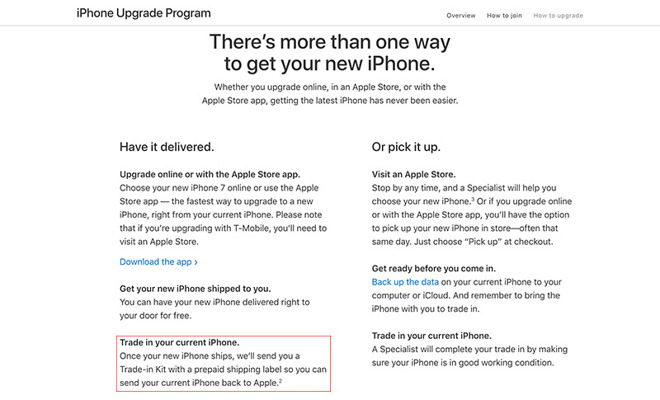 iPhone Upgrade Program
Overview How to join How to upgrade
There’s more than one way
to get your new iPhone.
Whether you upgrade online, in an Apple Store, or with the
Apple Store app, getting the latest iPhone has never been easier.
Have it delivered.
Upgrade online or with the Apple Store app.
Choose your new iPhone 7 online or use the Apple
Store app — the fastest way to upgrade to a new
iPhone, right from your current iPhone. Please note
that if you’re upgrading with T-Mobile, you’ll need to
visit an Apple Store.
Download the app >
Get your new iPhone shipped to you.
You can have your new iPhone delivered right to
your door for free.
Trade in your current iPhone.
Once your new iPhone ships, we’ll send you a
Trade-in Kit with a prepaid shipping label so you can
send your current iPhone back to Apple.²
Or pick it up.
Visit an Apple Store.
Stop by any time, and a Specialist will help you
choose your new iPhone.³ Or if you upgrade online
or with the Apple Store app, you’ll have the option
to pick up your new iPhone in store—often that
same day. Just choose “Pick up” at checkout.
Get ready before you come in.
Back up the data on your current iPhone to your
computer or iCloud. And remember to bring the
iPhone with you to trade in.
Trade in your current iPhone.
A Specialist will complete your trade in by making
sure your iPhone is in good working condition.